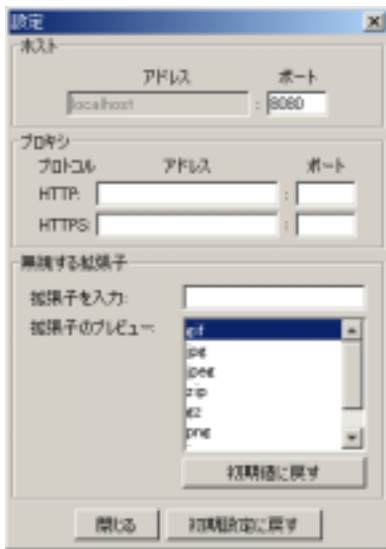 設定
ホスト
アドレス ポート
localhost : 8080
プロキシ
プロトコル アドレス ポート
HTTP: :
HTTPS: :
無視する拡張子
拡張子を入力:
拡張子のプレビュー:
gif
jpg
jpeg
zip
gz
png
初期値に戻す
閉じる 初期設定に戻す